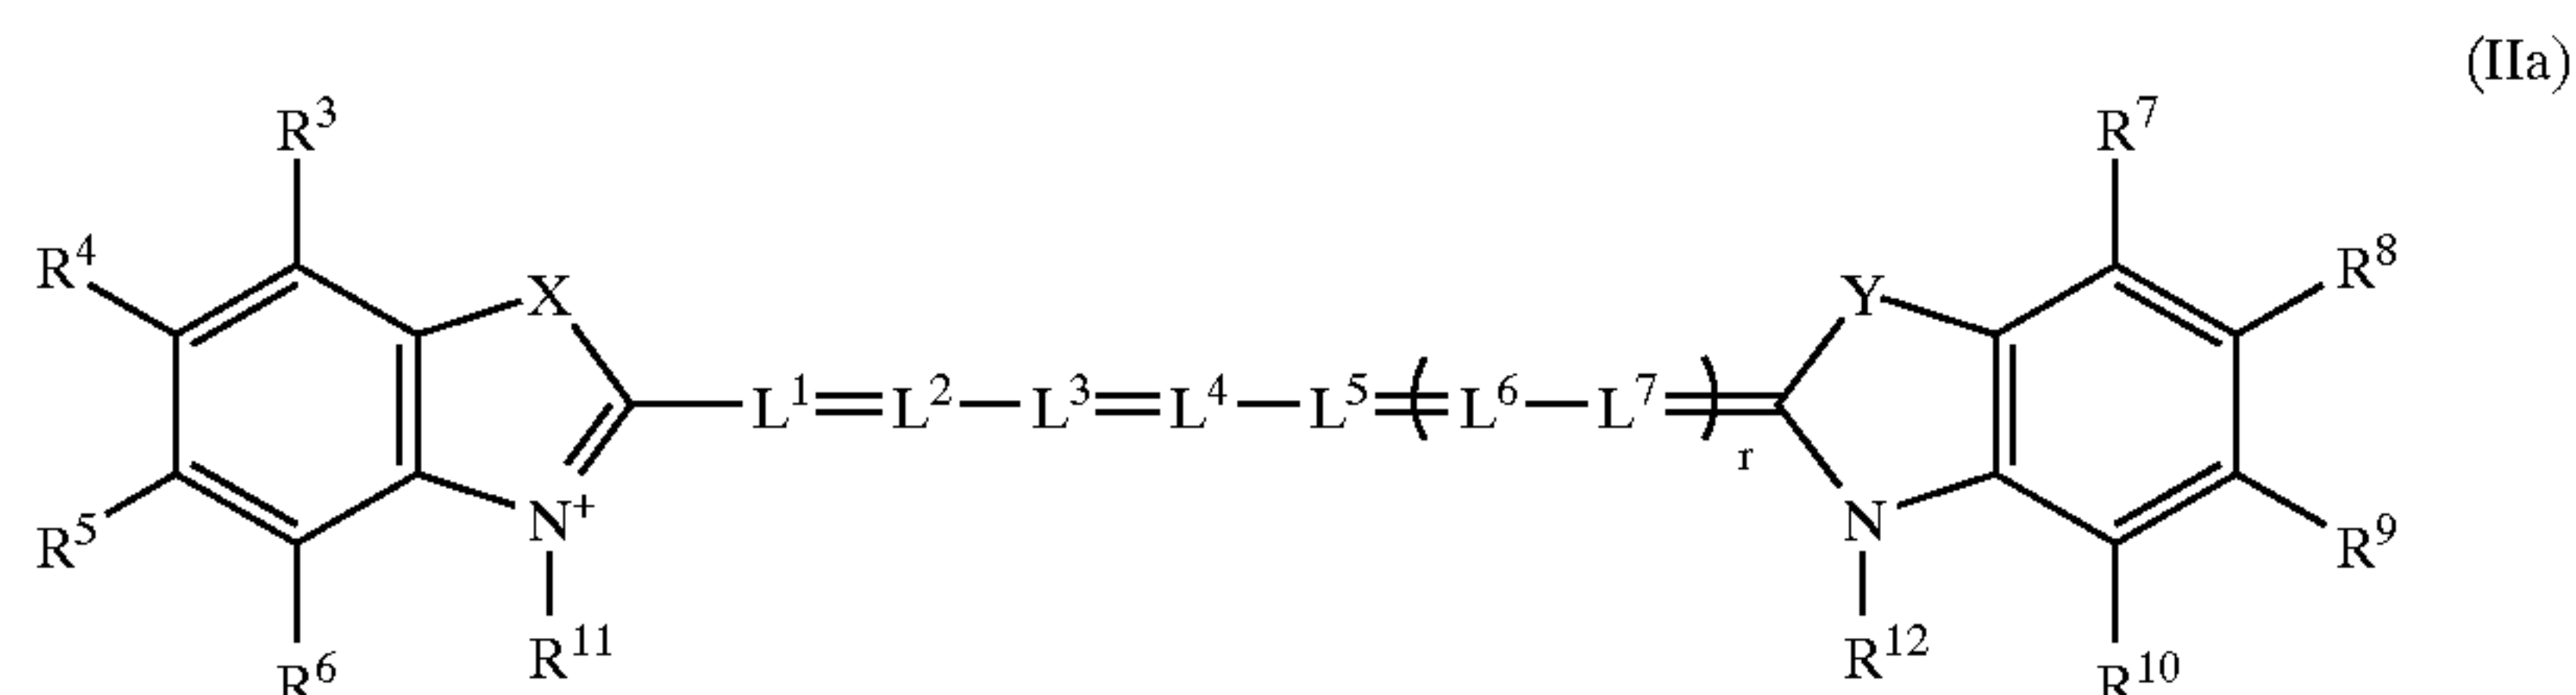 (IIa)
R³ R⁷
R⁴ X Y R⁸
L¹=L²—L³=L⁴—L⁵=(L⁶—L⁷=)r
R⁵ N⁺ N R⁹
R⁶ R¹¹ R¹² R¹⁰